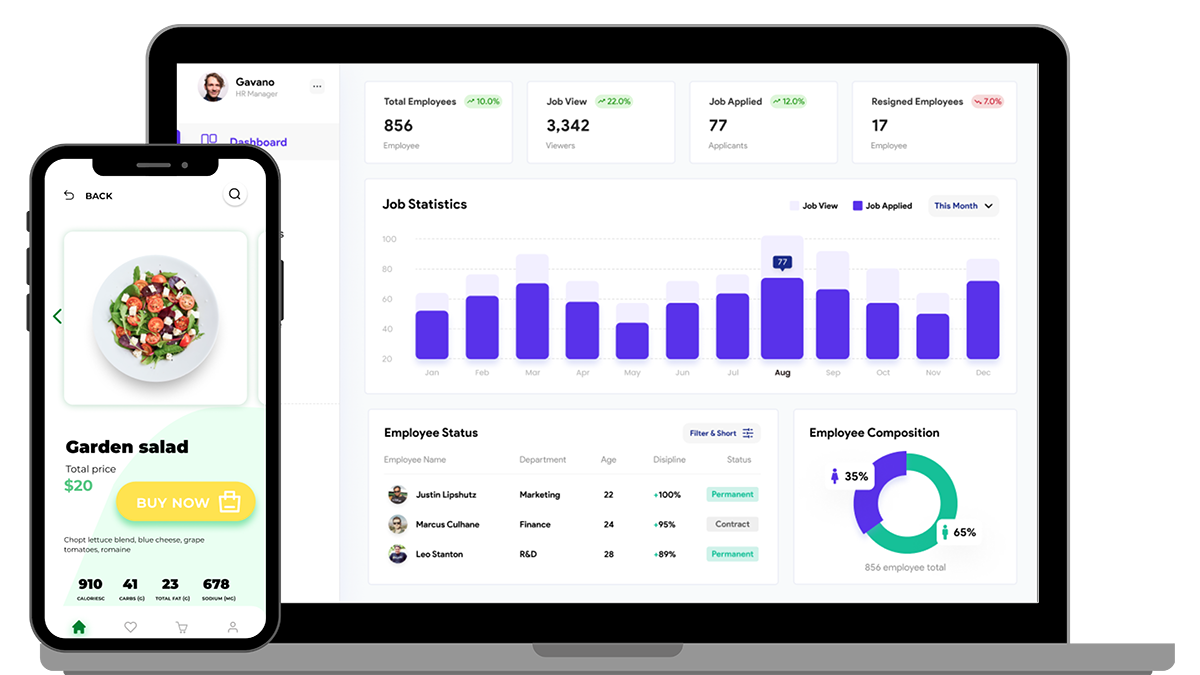 Gavano
HR Manager
...
Dashboard
Total Employees 10.0%
856
Employee
Job View 22.0%
3,342
Viewers
Job Applied 12.0%
77
Applicants
Resigned Employees 7.0%
17
Employee
Job Statistics
Job View Job Applied This Month
100
80
60
40
20
77
Jan Feb Mar Apr May Jun Jul Aug Sep Oct Nov Dec
Employee Status Filter & Short
Employee Name Department Age Disipline Status
Justin Lipshutz Marketing 22 +100% Permanent
Marcus Culhane Finance 24 +95% Contract
Leo Stanton R&D 28 +89% Permanent
Employee Composition
35%
65%
856 employee total
BACK
Garden salad
Total price
$20
BUY NOW
Chopt lettuce blend, blue cheese, grape
tomatoes, romaine
910 41 23 678
CALORIESC CARBS (G) TOTAL FAT (G) SODIUM (MG)